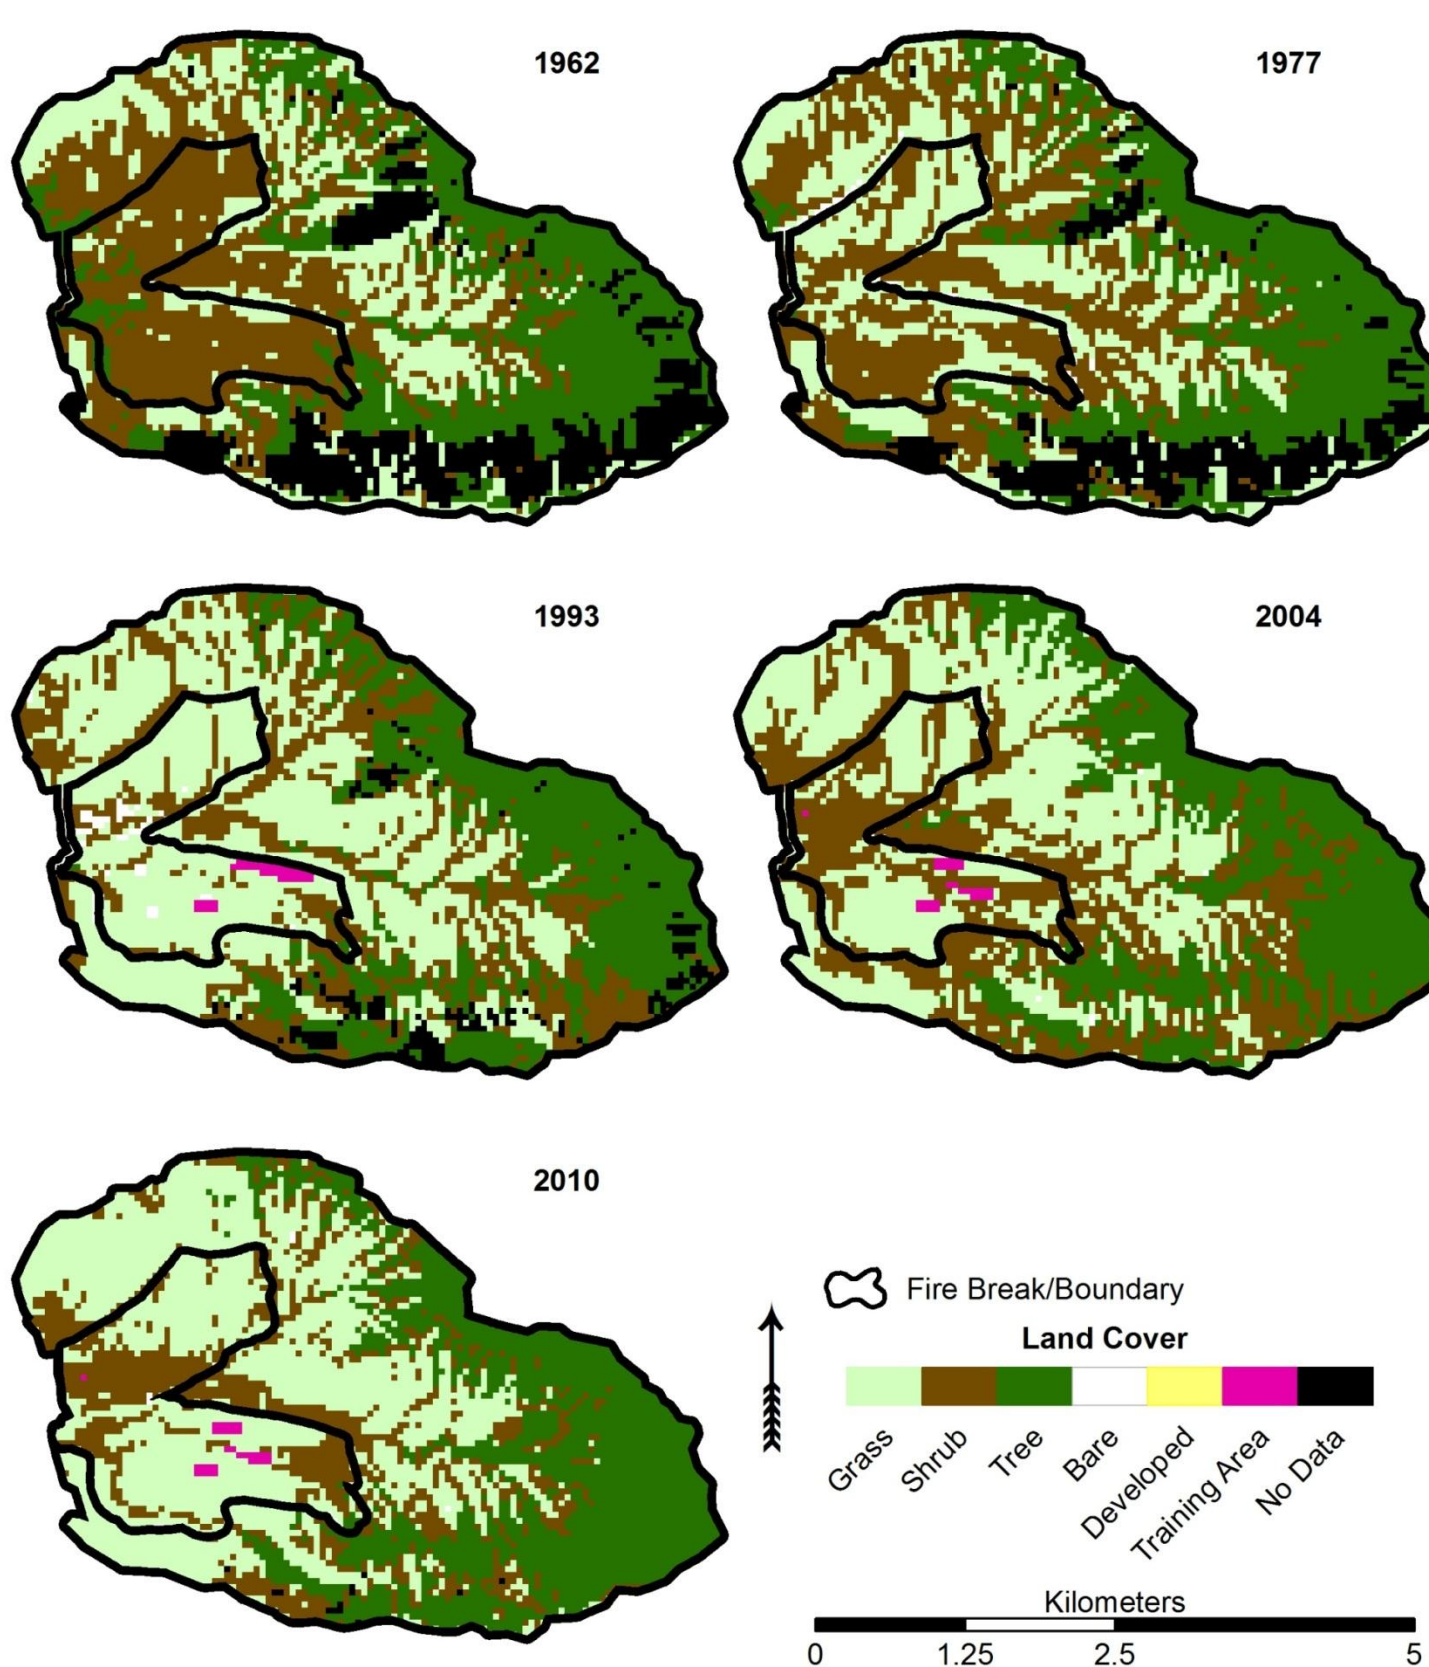 1962
1977
1993
2004
2010
Fire Break/Boundary
Land Cover
Grass
Shrub
Tree
Bare
Developed
Training Area
No Data
Kilometers
0 1.25 2.5 5